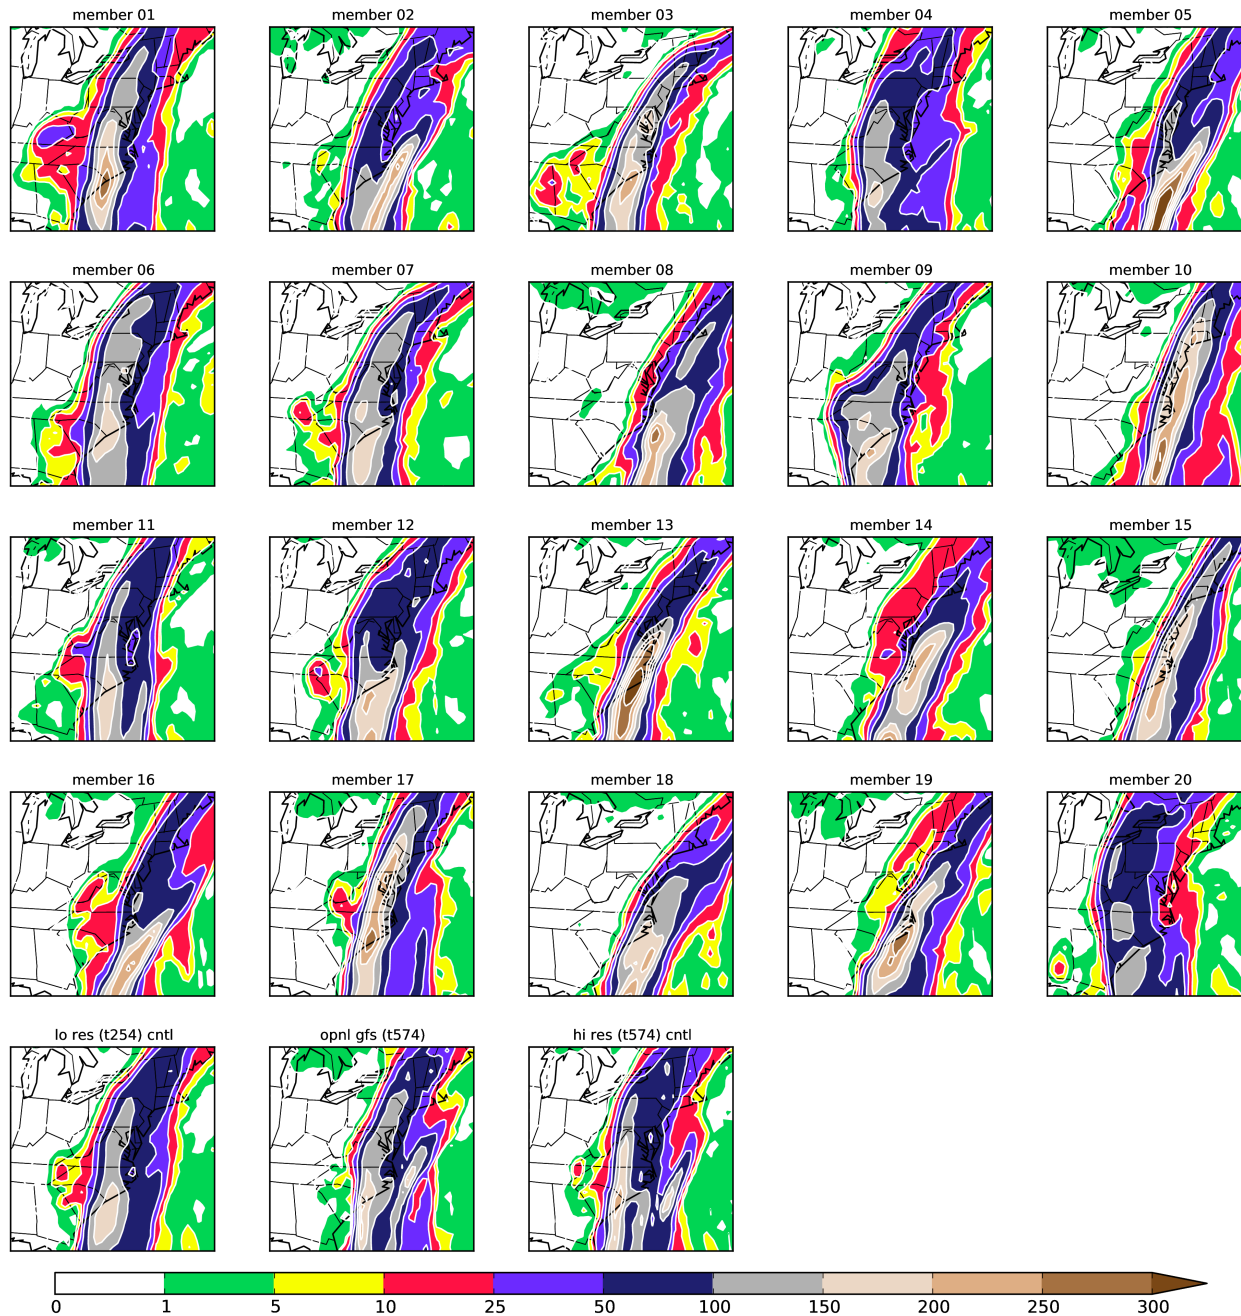 member 01
member 02
member 03
member 04
member 05
member 06
member 07
member 08
member 09
member 10
member 11
member 12
member 13
member 14
member 15
member 16
member 17
member 18
member 19
member 20
lo res (t254) cntl
opnl gfs (t574)
hi res (t574) cntl
0 1 5 10 25 50 100 150 200 250 300